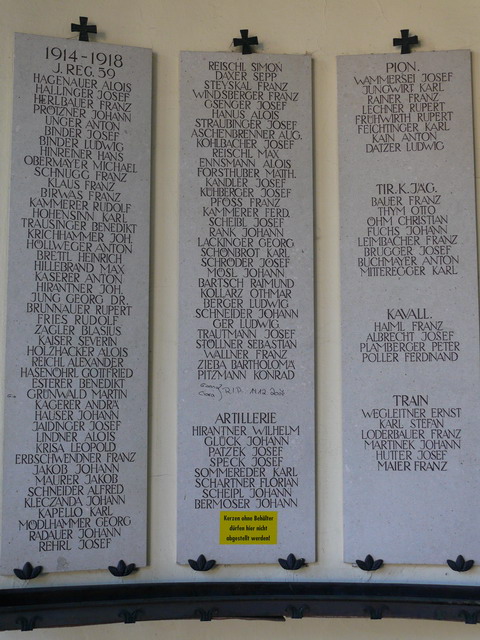 1914-1918
J. REG. 59
HAGENAUER ALOIS
HALLINGER JOSEF
HERLBAUER FRANZ
PRÖTZNER JOHANN
UNGER ANTON
BINDER JOSEF
BINDER LUDWIG
HINREINER HANS
OBERMAYER MICHAEL
SCHNUGG FRANZ
KLAUS FRANZ
BIRWAS FRANZ
KAMMERER RUDOLF
HOHENSINN KARL
TRAUSINGER BENEDIKT
KRICHHAMMER JOH.
HOLLWEGER ANTON
BRETTL HEINRICH
HILLEBRAND MAX
KASERER ANTON
HIRANTNER JOH.
JUNG GEORG DR.
BRUNNAUER RUPERT
FRIES RUDOLF
ZAGLER BLASIUS
KAISER SEVERIN
HOLZHACKER ALOIS
REICHL ALEXANDER
HASENÖHRL GOTTFRIED
ESTERER BENEDIKT
GRÜNWALD MARTIN
KAGERER ANDRÄ
HAUSER JOHANN
JAIDINGER JOSEF
LINDNER ALOIS
KRISA LEOPOLD
ERBSCHWENDNER FRANZ
JAKOB JOHANN
MAURER JAKOB
SCHNEIDER ALFRED
KLECZANDA JOHANN
KAPELLO KARL
MÖDLHAMMER GEORG
RADAUER JOHANN
REHRL JOSEF
REISCHL SIMON
DAXER SEPP
STEYSKAL FRANZ
WINDSBERGER FRANZ
GSENGER JOSEF
HANUS ALOIS
STRAUBINGER JOSEF
ASCHENBRENNER AUG.
KOHLBACHER JOSEF
REISCHL MAX
ENNSMANN ALOIS
FORSTHUBER MATH.
KANDLER JOSEF
KÜHBERGER JOSEF
PFOSS FRANZ
KAMMERER FERD.
SCHEIBL JOSEF
RANK JOHANN
LACKINGER GEORG
SCHÖNBROT KARL
SCHRÖDER JOSEF
MÖSL JOHANN
BARTSCH RAIMUND
KOLLARZ OTHMAR
BERGER LUDWIG
SCHNEIDER JOHANN
GER LUDWIG
TRAUTMANN JOSEF
STÖLLNER SEBASTIAN
WALLNER FRANZ
ZIEBA BARTHOLOMÄ
PITZMANN KONRAD
ARTILLERIE
HIRANTNER WILHELM
GLÜCK JOHANN
PATZEK JOSEF
SPECK JOSEF
SOMMEREDER KARL
SCHARTNER FLORIAN
SCHEIPL JOHANN
BERMOSER JOHANN
Kerzen ohne Behälter
dürfen hier nicht
abgestellt werden!
PION.
WAMMERSEI JOSEF
JUNGWIRT KARL
RAINER FRANZ
LECHNER RUPERT
FRÜHWIRTH RUPERT
FEICHTINGER KARL
KAIN ANTON
DATZER LUDWIG
TIR. K. JÄG.
BAUER FRANZ
THYM OTTO
ÖHM CHRISTIAN
FUCHS JOHANN
LEIMBACHER FRANZ
BRUGGER JOSEF
BUCHMAYER ANTON
MITTEREGGER KARL
KAVALL.
HAIML FRANZ
ALBRECHT JOSEF
PLAMBERGER PETER
POLLER FERDINAND
TRAIN
WEGLEITNER ERNST
KARL STEFAN
LODERBAUER FRANZ
MARTINEK JOHANN
HUTTER JOSEF
MAIER FRANZ